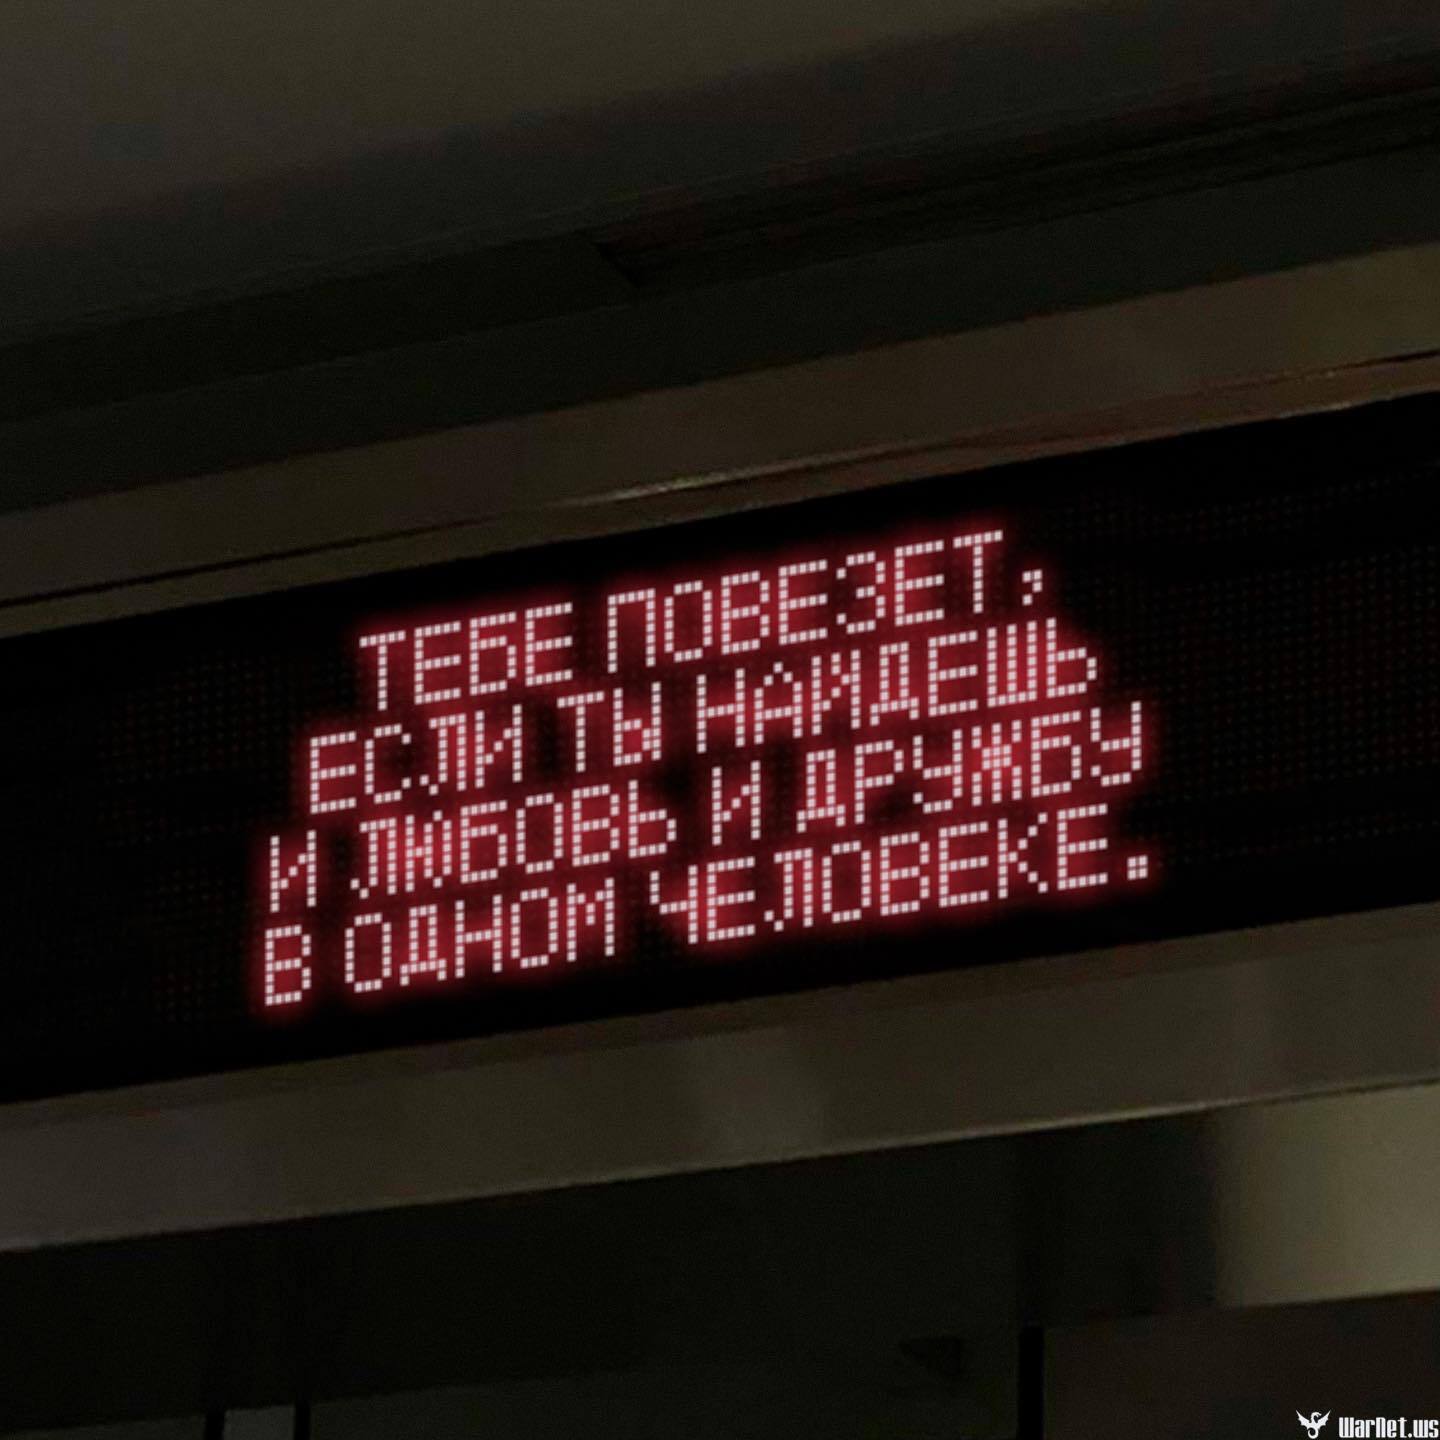 ТЕБЕ ПОВЕЗЕТ,
ЕСЛИ ТЫ НАЙДЕШЬ
И ЛЮБОВЬ И ДРУЖБУ
В ОДНОМ ЧЕЛОВЕКЕ.
WarNet.ws